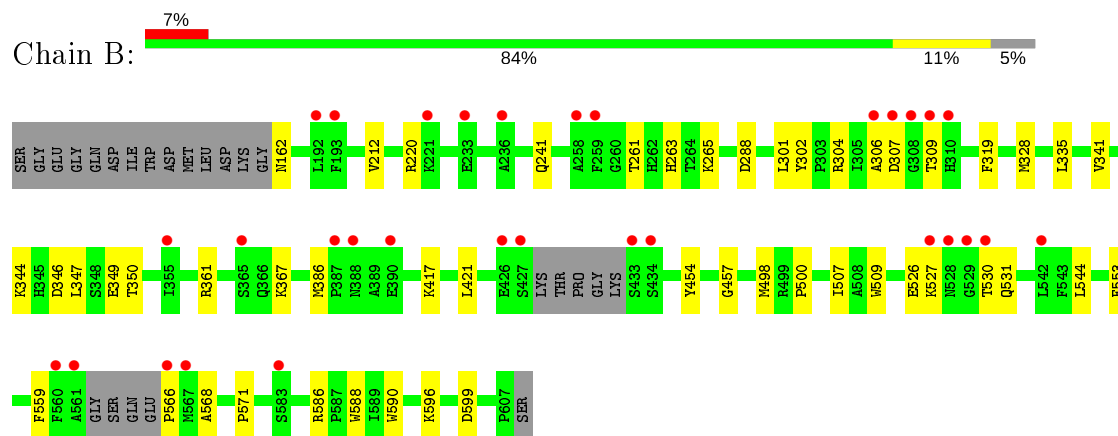 7%
Chain B:
84% 11% 5%
SER GLY GLU GLY GLN ASP ILE TRP ASP MET LEU ASP LYS GLY N162 L192 F193 V212 R220 K221 E233 A236 Q241 A258 F259 G260 T261 H262 H263 T264 K265 D288 L301 Y302 P303 R304 I305 A306 D307 G308 T309 H310 F319 M328 L335 V341
K344 H345 D346 L347 S348 E349 T350 I355 R361 S365 Q366 K367 M386 P387 N388 A389 E390 K417 L421 E426 S427 LYS THR PRO GLY LYS S433 S434 Y454 G457 M498 R499 P500 I507 A508 W509 E526 K527 N528 G529 T530 Q531 L542 F543 L544
F559 F560 A561 GLY SER GLN GLU P566 M567 A568 P571 S583 R586 P587 W588 I589 W590 K596 D599 P607 SER